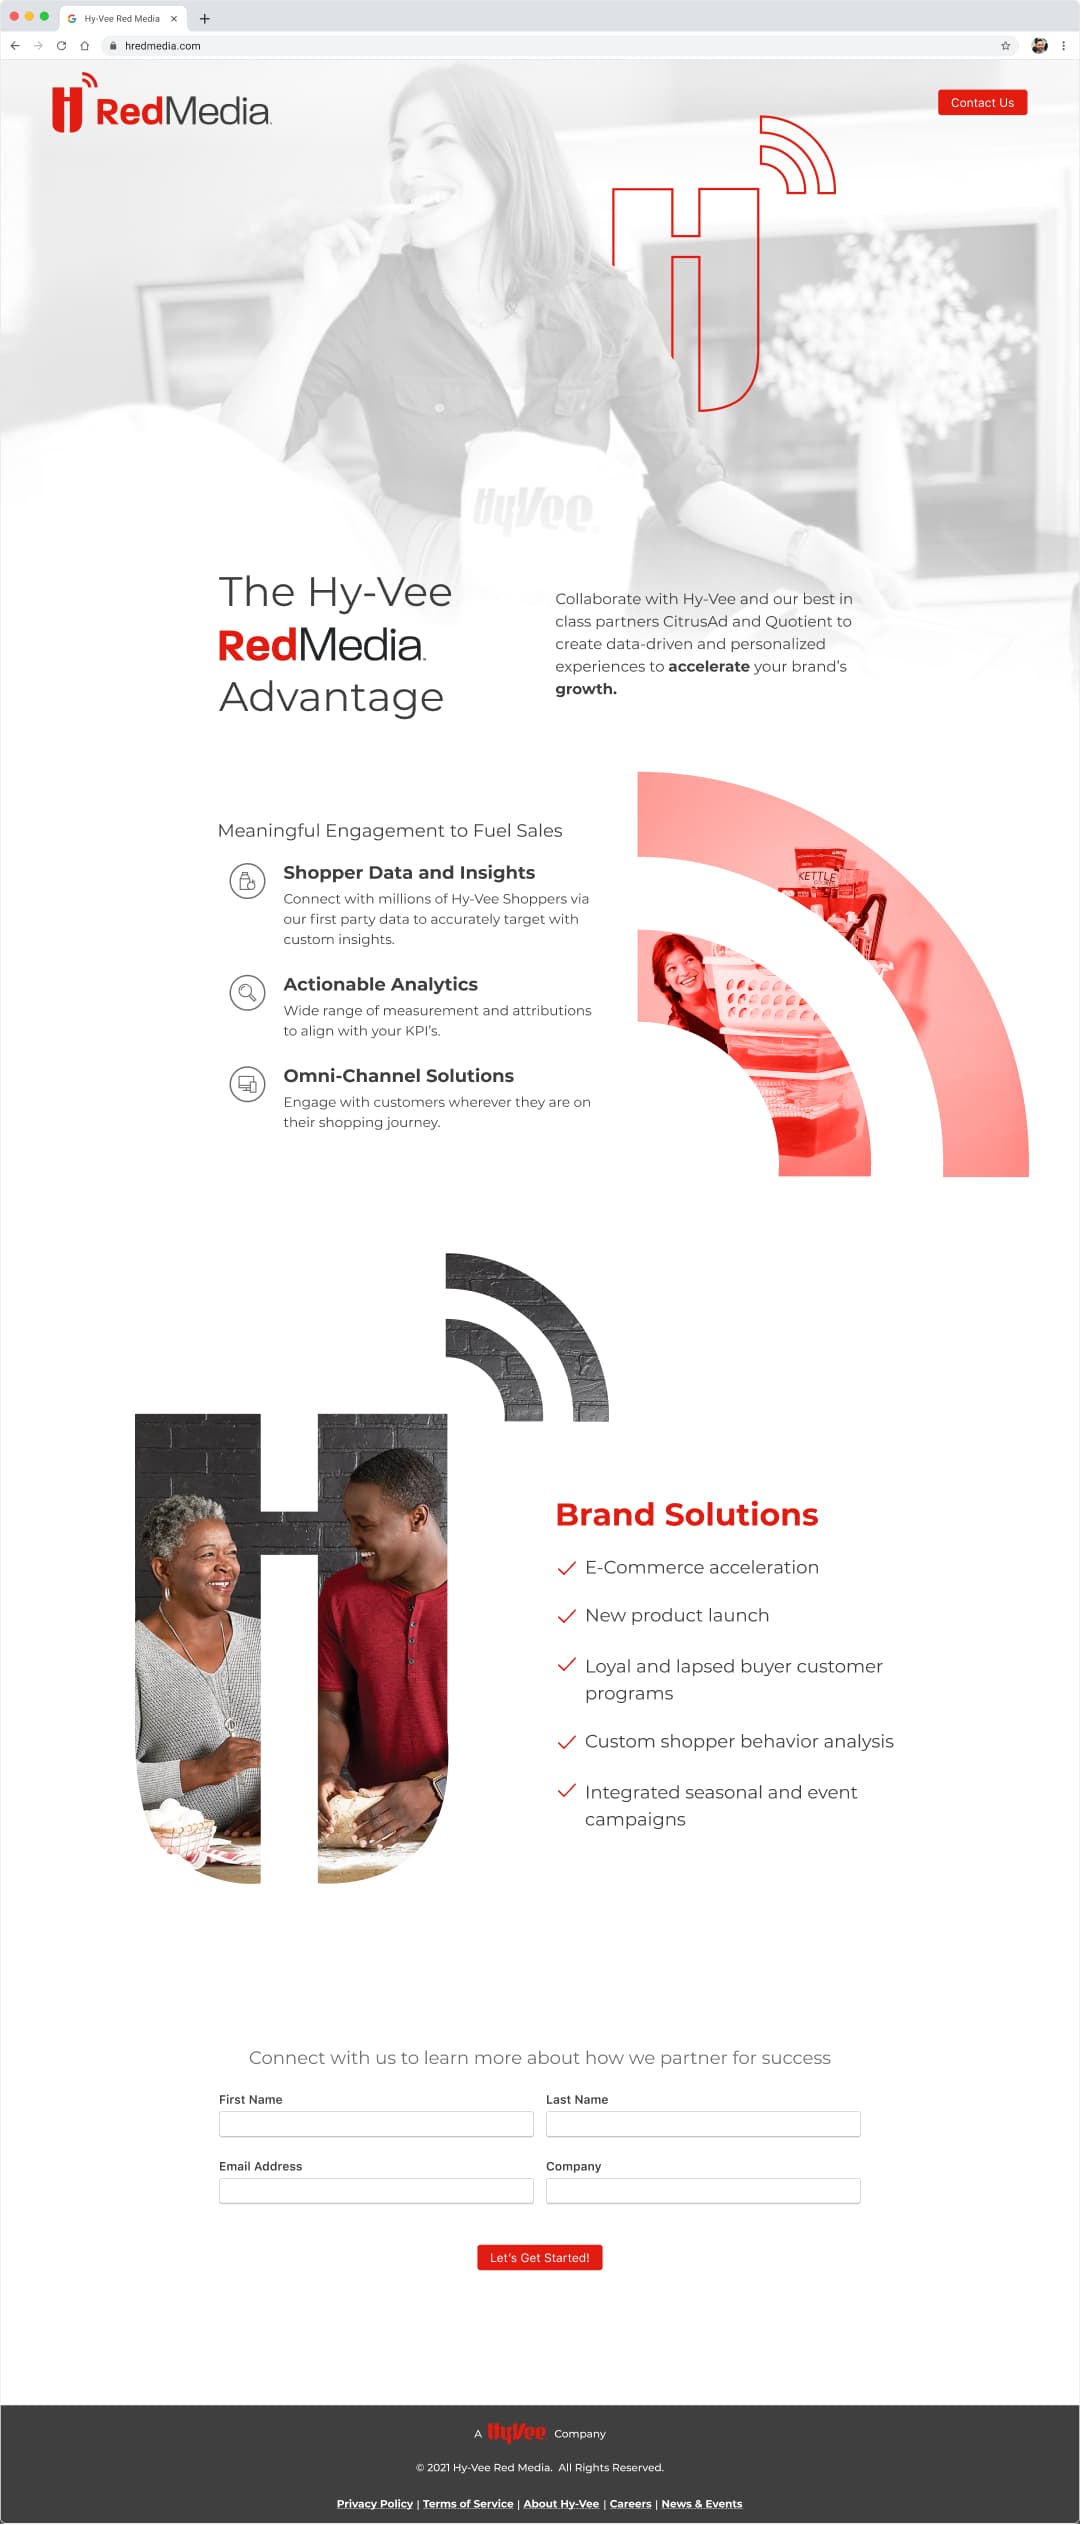 Hy-Vee Red Media
hredmedia.com
RedMedia.
Contact Us
HyVee
The Hy-Vee
RedMedia.
Advantage
Collaborate with Hy-Vee and our best in
class partners CitrusAd and Quotient to
create data-driven and personalized
experiences to accelerate your brand's
growth.
Meaningful Engagement to Fuel Sales
Shopper Data and Insights
Connect with millions of Hy-Vee Shoppers via
our first party data to accurately target with
custom insights.
Actionable Analytics
Wide range of measurement and attributions
to align with your KPI's.
Omni-Channel Solutions
Engage with customers wherever they are on
their shopping journey.
KETTLE
Brand Solutions
E-Commerce acceleration
New product launch
Loyal and lapsed buyer customer
programs
Custom shopper behavior analysis
Integrated seasonal and event
campaigns
Connect with us to learn more about how we partner for success
First Name
Last Name
Email Address
Company
Let's Get Started!
A HyVee Company
© 2021 Hy-Vee Red Media. All Rights Reserved.
Privacy Policy | Terms of Service | About Hy-Vee | Careers | News & Events